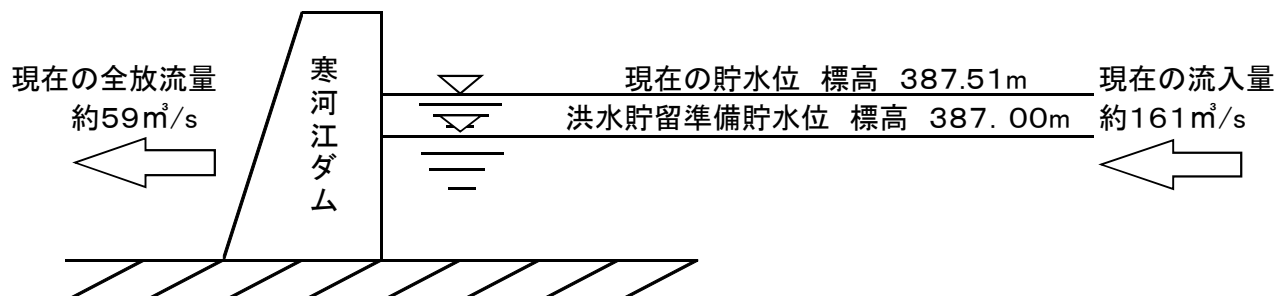 現在の全放流量
約59㎥/s
寒河江ダム
現在の貯水位 標高 387.51m
洪水貯留準備貯水位 標高 387.00m
現在の流入量
約161㎥/s